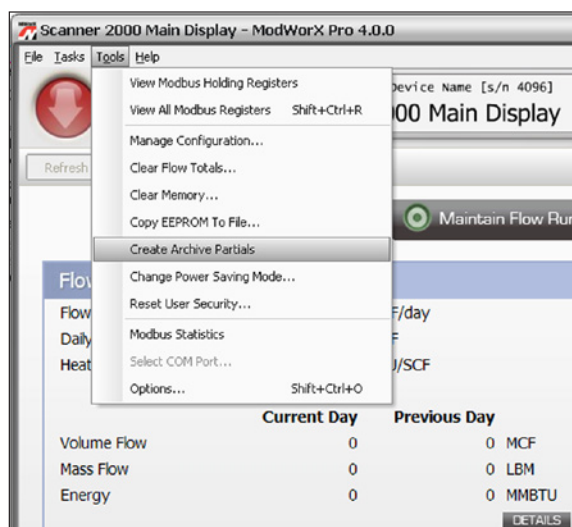 Scanner 2000 Main Display - ModWorX Pro 4.0.0
File Tasks Tools Help
View Modbus Holding Registers
View All Modbus Registers Shift+Ctrl+R
Manage Configuration...
Clear Flow Totals...
Clear Memory...
Copy EEPROM To File...
Create Archive Partials
Change Power Saving Mode...
Reset User Security...
Modbus Statistics
Select COM Port...
Options... Shift+Ctrl+O
Device Name [s/n 4096]
00 Main Display
Refresh
Maintain Flow Run
Flow
Flow F/day
Daily F
Heat U/SCF
Current Day Previous Day
Volume Flow 0 0 MCF
Mass Flow 0 0 LBM
Energy 0 0 MMBTU
DETAILS